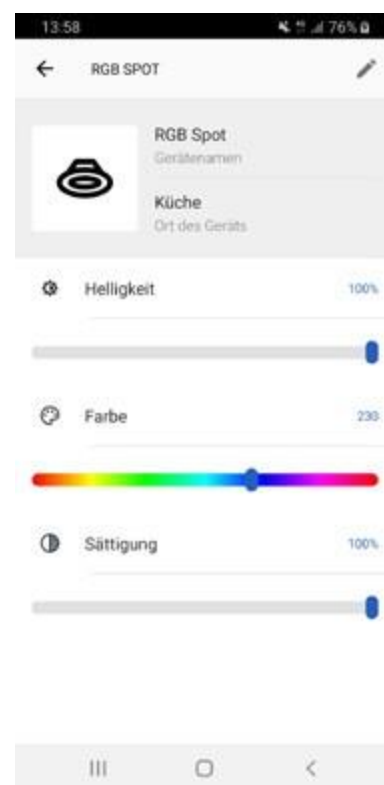 13:58
76%
RGB SPOT
RGB Spot
Gerätenamen
Küche
Ort des Geräts
Helligkeit
100%
Farbe
230
Sättigung
100%